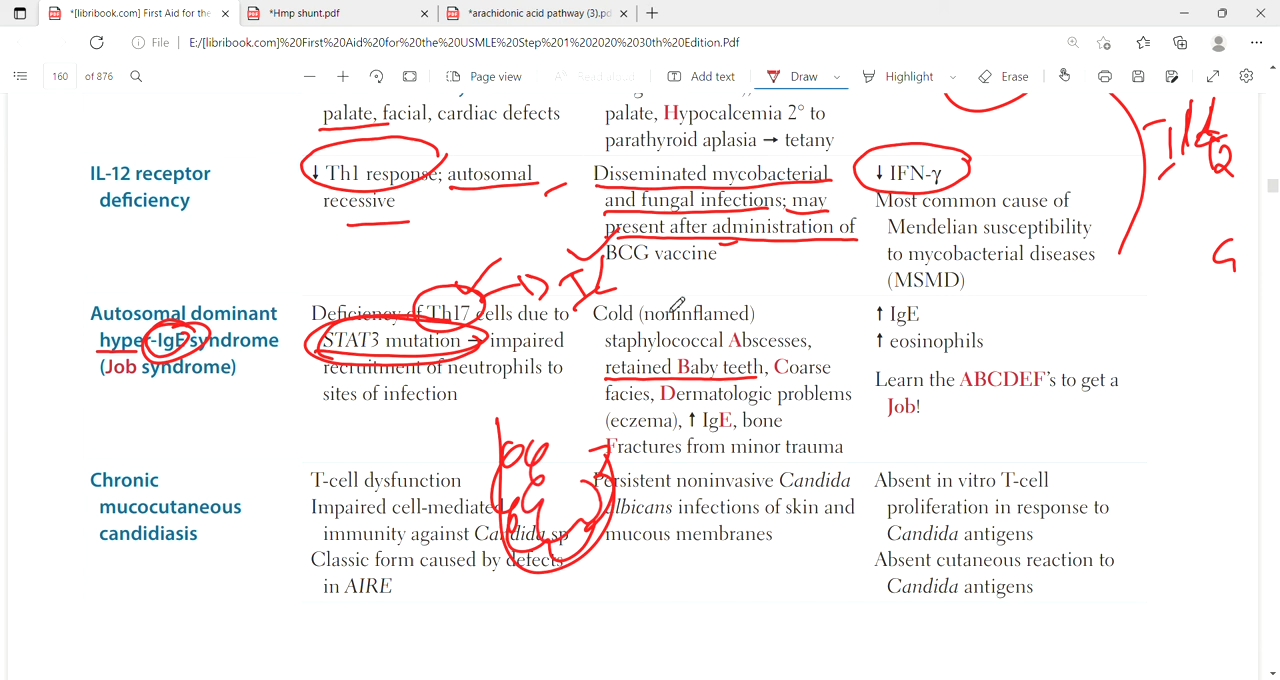 *[libribook.com] First Aid for the
*Hmp shunt.pdf
*arachidonic acid pathway (3).pd
File
E:/[libribook.com]%20First%20Aid%20for%20the%20USMLE%20Step%201%202020%2030th%20Edition.Pdf
160 of 876
Page view
Read aloud
Add text
Draw
Highlight
Erase
palate, facial, cardiac defects
palate, Hypocalcemia 2° to
parathyroid aplasia → tetany
IL-12 receptor
deficiency
↓ Th1 response; autosomal
recessive
Disseminated mycobacterial
and fungal infections; may
present after administration of
BCG vaccine
↓ IFN-γ
Most common cause of
Mendelian susceptibility
to mycobacterial diseases
(MSMD)
Autosomal dominant
hyper-IgE syndrome
(Job syndrome)
Deficiency of Th17 cells due to
STAT3 mutation → impaired
recruitment of neutrophils to
sites of infection
Cold (noninflamed)
staphylococcal Abscesses,
retained Baby teeth, Coarse
facies, Dermatologic problems
(eczema), ↑ IgE, bone
Fractures from minor trauma
↑ IgE
↑ eosinophils
Learn the ABCDEF's to get a
Job!
Chronic
mucocutaneous
candidiasis
T-cell dysfunction
Impaired cell-mediated
immunity against Candida sp
Classic form caused by defects
in AIRE
Persistent noninvasive Candida
albicans infections of skin and
mucous membranes
Absent in vitro T-cell
proliferation in response to
Candida antigens
Absent cutaneous reaction to
Candida antigens